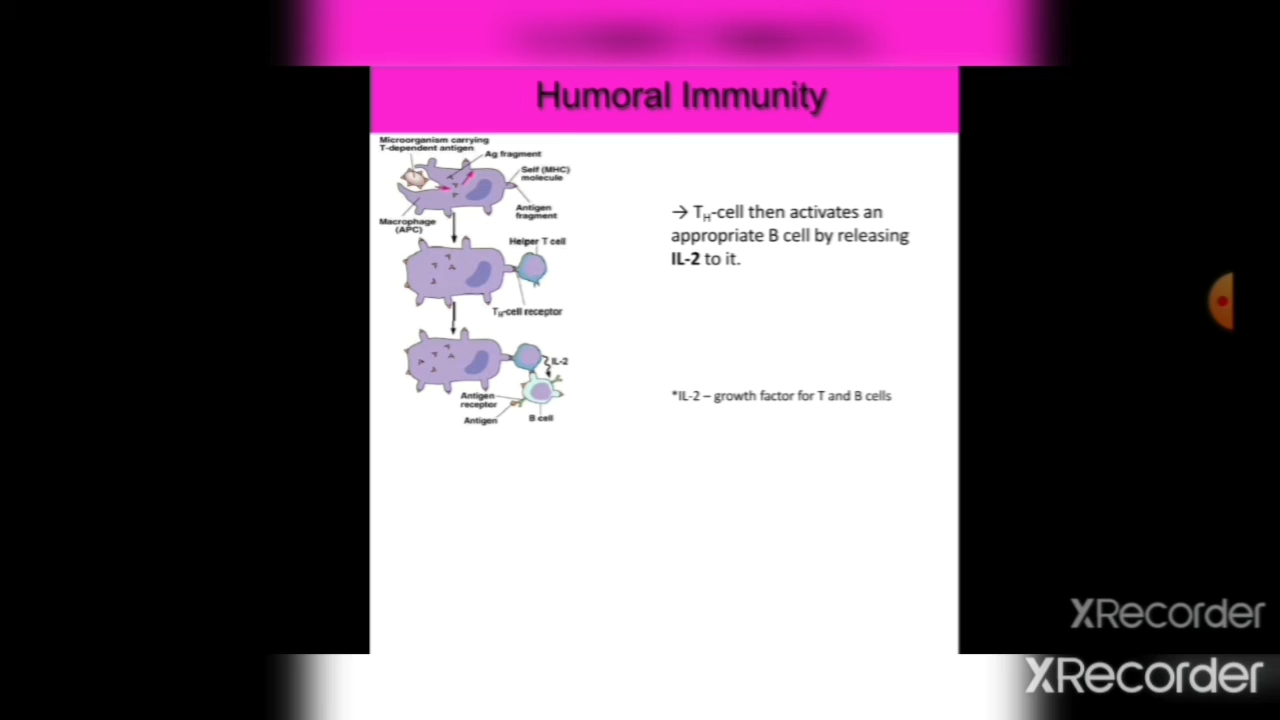 Humoral Immunity
Microorganism carrying
T-dependent antigen
Ag fragment
Self (MHC)
molecule
Antigen
fragment
Macrophage
(APC)
Helper T cell
TH-cell receptor
IL-2
Antigen
receptor
Antigen
B cell
→ TH-cell then activates an
appropriate B cell by releasing
IL-2 to it.
*IL-2 – growth factor for T and B cells
XRecorder
XRecorder